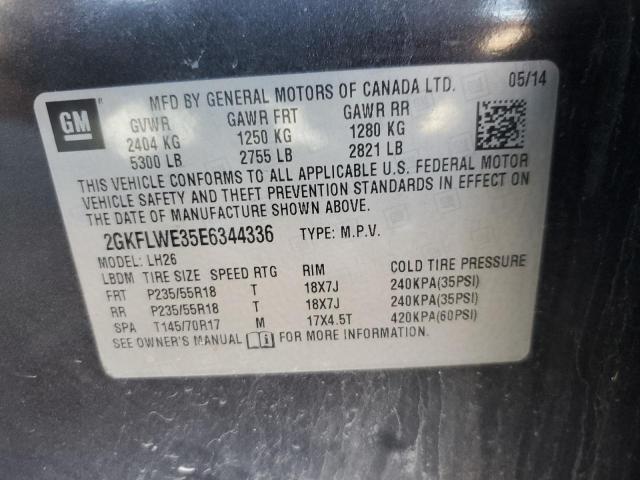 GM
MFD BY GENERAL MOTORS OF CANADA LTD. 05/14
GVWR GAWR FRT GAWR RR
2404 KG 1250 KG 1280 KG
5300 LB 2755 LB 2821 LB
THIS VEHICLE CONFORMS TO ALL APPLICABLE U.S. FEDERAL MOTOR
VEHICLE SAFETY AND THEFT PREVENTION STANDARDS IN EFFECT ON
THE DATE OF MANUFACTURE SHOWN ABOVE.
2GKFLWE35E6344336 TYPE: M.P.V.
MODEL: LH26
LBDM TIRE SIZE SPEED RTG RIM COLD TIRE PRESSURE
FRT P235/55R18 T 18X7J 240KPA(35PSI)
RR P235/55R18 T 18X7J 240KPA(35PSI)
SPA T145/70R17 M 17X4.5T 420KPA(60PSI)
SEE OWNER'S MANUAL FOR MORE INFORMATION.